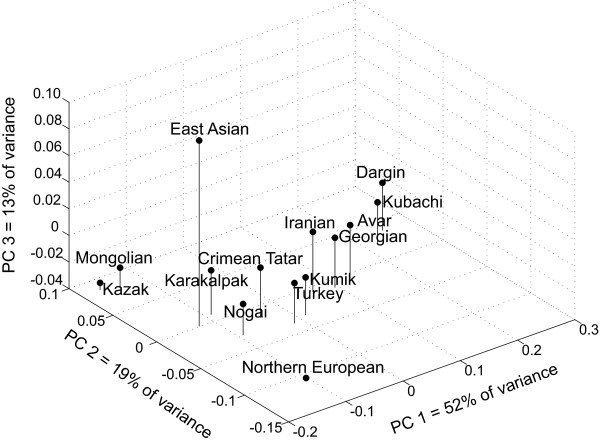 0.10
East Asian
0.08
0.06
Dargin
0.04
Kubachi
0.02
Iranian
Avar
0
Georgian
-0.02
Mongolian
Crimean Tatar
-0.04
Kazak
Karakalpak
Kumik
Turkey
0.1
Nogai
0.05
0.3
0
0.2
Northern European
-0.05
0.1
-0.1
0
-0.15
-0.1
-0.2
PC 3 = 13% of variance
PC 2 = 19% of variance
PC 1 = 52% of variance